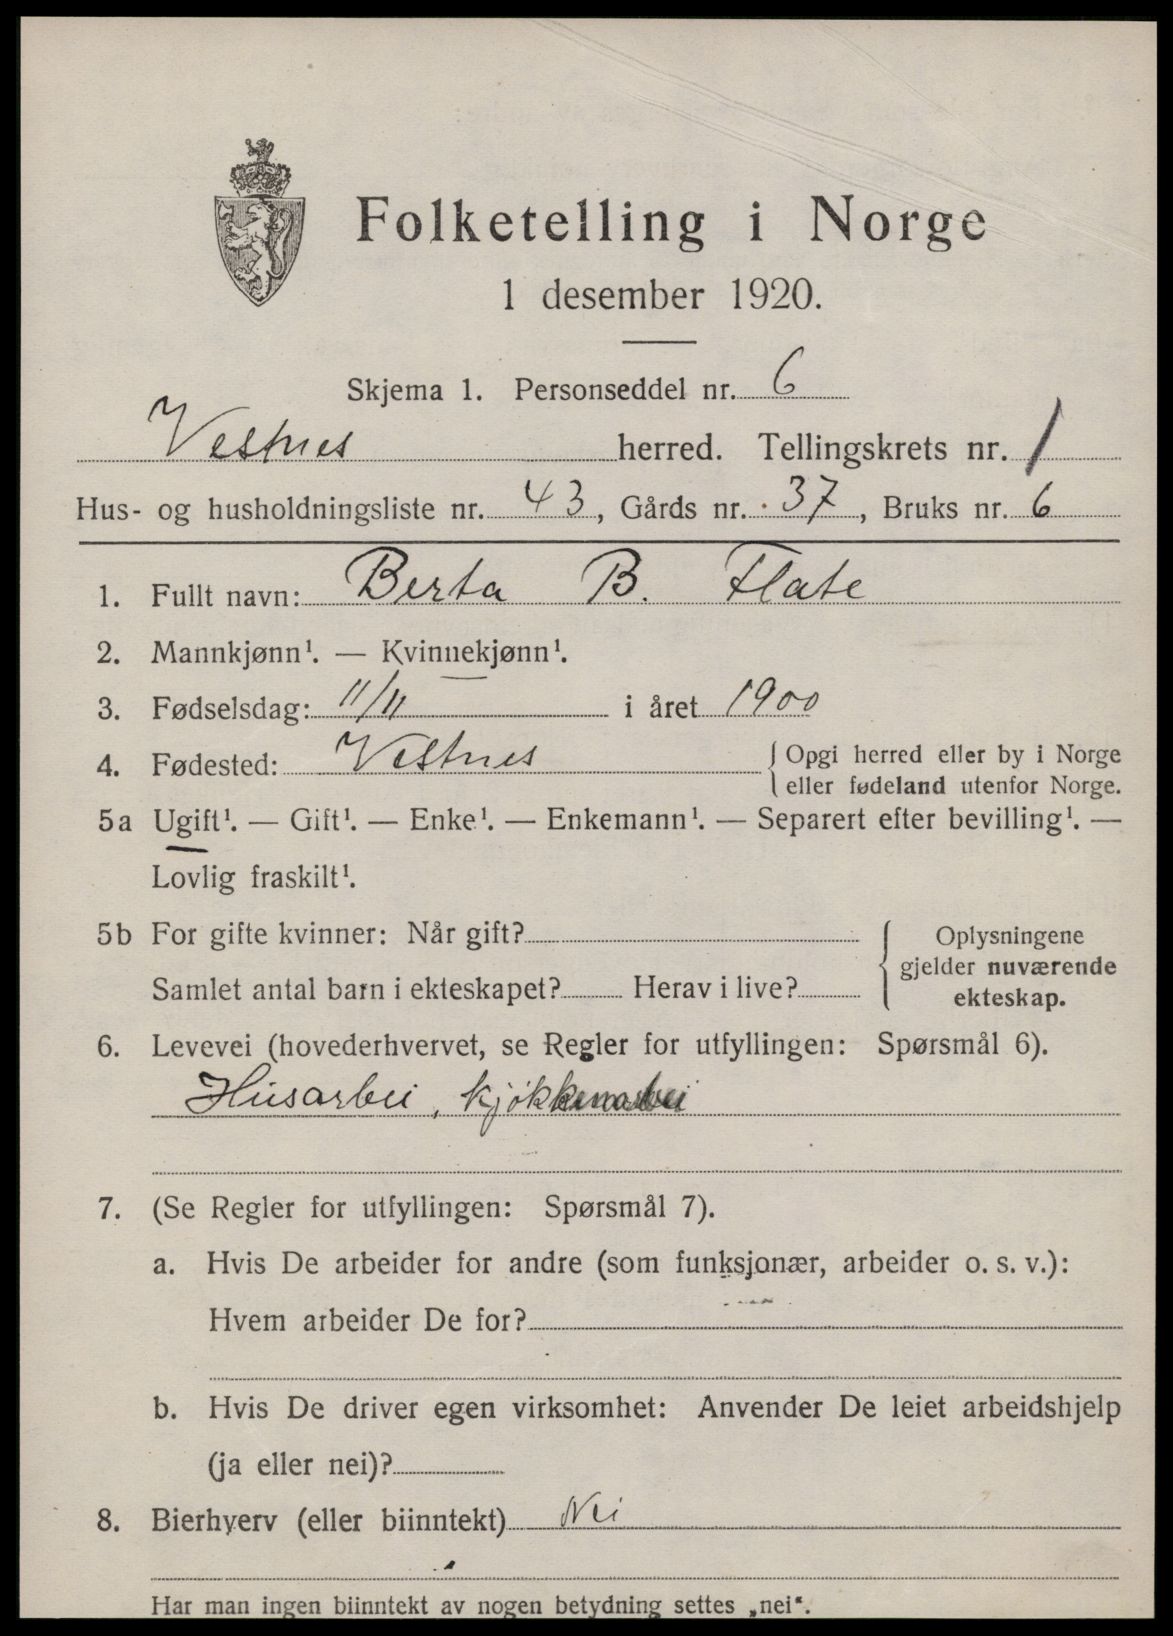 Folketelling i Norge
1 desember 1920.
Skjema 1. Personseddel nr. 6
Vestnes herred. Tellingskrets nr. 1
Hus- og husholdningsliste nr. 43, Gårds nr. 37, Bruks nr. 6
1. Fullt navn: Berta B. Flate
2. Mannkjønn¹. — Kvinnekjønn¹.
3. Fødselsdag: 11/11 i året 1900
4. Fødested: Vestnes { Opgi herred eller by i Norge
eller fødeland utenfor Norge.
5a Ugift¹. — Gift¹. — Enke¹. — Enkemann¹. — Separert efter bevilling¹. —
Lovlig fraskilt¹.
5b For gifte kvinner: Når gift?
Samlet antal barn i ekteskapet? Herav i live?
Oplysningene
gjelder nuværende
ekteskap.
6. Levevei (hovederhvervet, se Regler for utfyllingen: Spørsmål 6).
Husarbei, kjøkkenarbei
7. (Se Regler for utfyllingen: Spørsmål 7).
a. Hvis De arbeider for andre (som funksjonær, arbeider o. s. v.):
Hvem arbeider De for?
b. Hvis De driver egen virksomhet: Anvender De leiet arbeidshjelp
(ja eller nei)?
8. Bierhverv (eller biinntekt) Nei
Har man ingen biinntekt av nogen betydning settes „nei“.